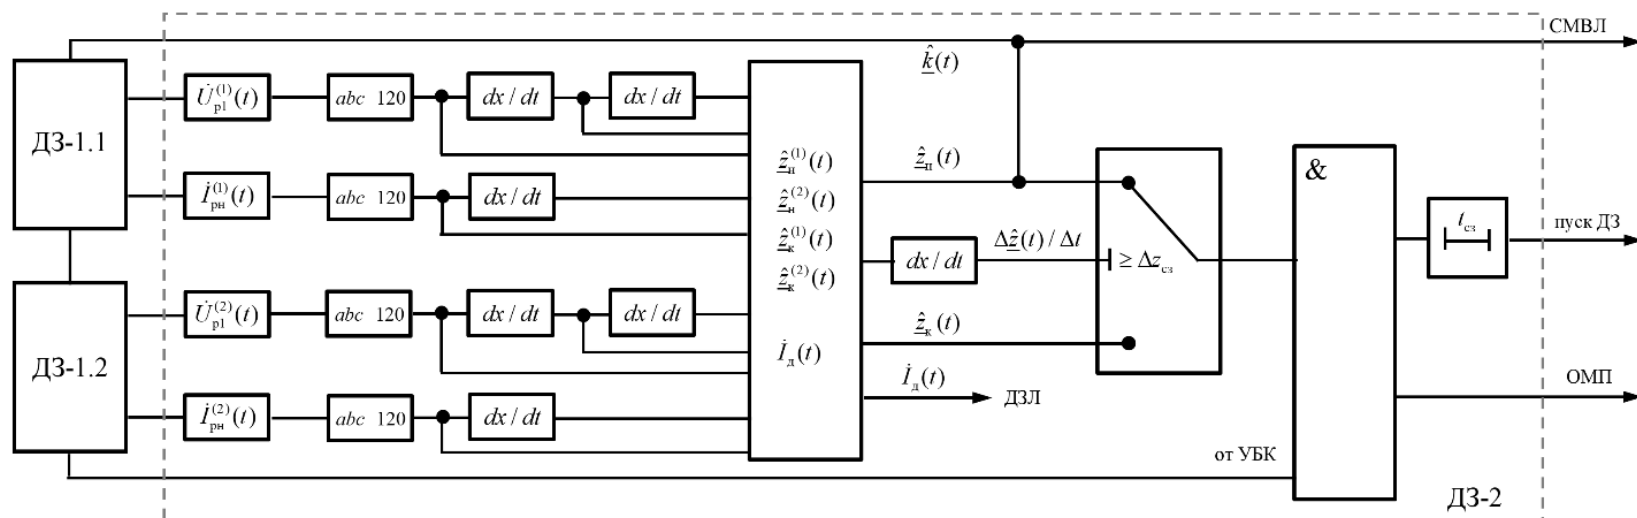 СМВЛ
k̂(t)
ДЗ-1.1
U̇р1⁽¹⁾(t)
abc 120
dx / dt
dx / dt
ẑн⁽¹⁾(t)
ẑп(t)
&
İрн⁽¹⁾(t)
abc 120
dx / dt
ẑн⁽²⁾(t)
tсз
пуск ДЗ
ẑк⁽¹⁾(t)
Δẑ(t) / Δt
dx / dt
≥ Δzсз
ẑк⁽²⁾(t)
ДЗ-1.2
U̇р1⁽²⁾(t)
abc 120
dx / dt
dx / dt
ẑк(t)
İд(t)
İд(t)
ДЗЛ
ОМП
İрн⁽²⁾(t)
abc 120
dx / dt
от УБК
ДЗ-2